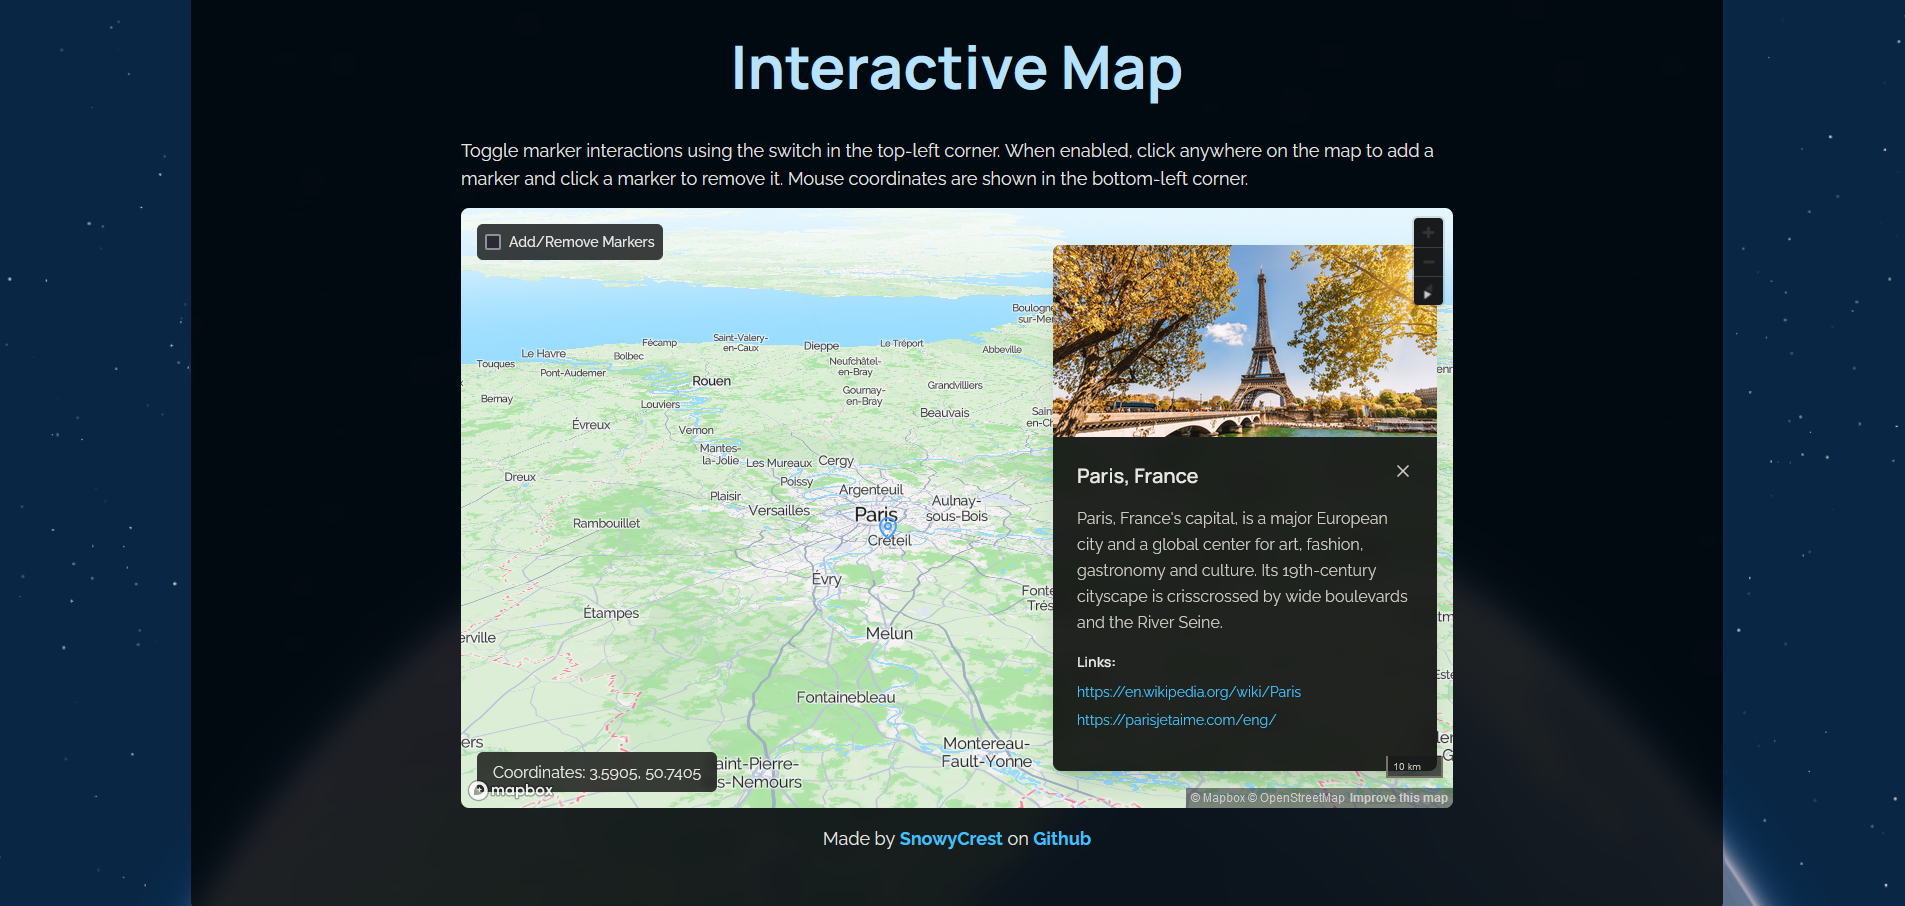 Interactive Map
Toggle marker interactions using the switch in the top-left corner. When enabled, click anywhere on the map to add a
marker and click a marker to remove it. Mouse coordinates are shown in the bottom-left corner.
Add/Remove Markers
Boulogne
sur-Mer
Saint-Valery-
en-Caux
Fécamp
Dieppe
Le Tréport
Abbeville
Le Havre
Bolbec
Touques
Pont-Audemer
Neufchâtel-
en-Bray
Rouen
Grandvilliers
Gournay-
en-Bray
Bernay
Louviers
Beauvais
Sain
en-Ch
Évreux
Vernon
Mantes-
la-Jolie
Les Mureaux
Cergy
Dreux
Poissy
Argenteuil
Plaisir
Versailles
Paris
Aulnay-
sous-Bois
Rambouillet
Créteil
Évry
Fonte
Trés
Étampes
Melun
erville
Fontainebleau
ers
Montereau-
Fault-Yonne
aint-Pierre-
s-Nemours
Coordinates: 3.5905, 50.7405
mapbox
Paris, France
Paris, France's capital, is a major European
city and a global center for art, fashion,
gastronomy and culture. Its 19th-century
cityscape is crisscrossed by wide boulevards
and the River Seine.
Links:
https://en.wikipedia.org/wiki/Paris
https://parisjetaime.com/eng/
10 km
© Mapbox © OpenStreetMap Improve this map
Made by SnowyCrest on Github